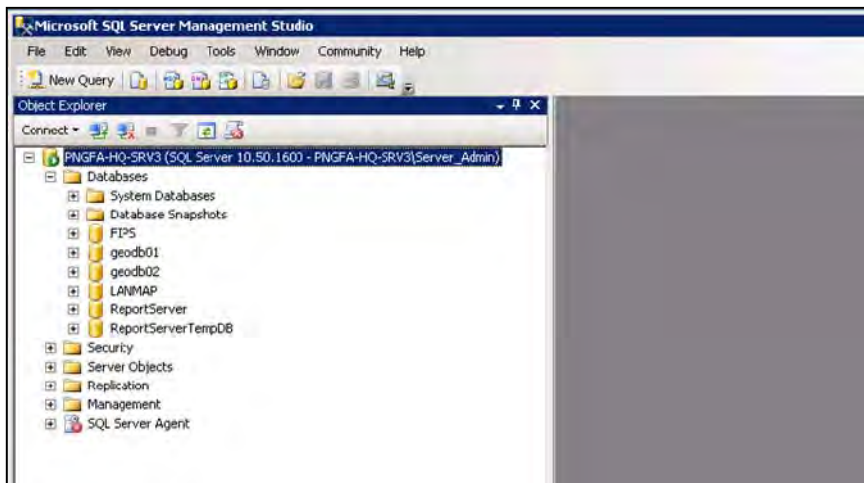 Microsoft SQL Server Management Studio
File Edit View Debug Tools Window Community Help
New Query
Object Explorer
Connect
PNGFA-HQ-SRV3 (SQL Server 10.50.1600 - PNGFA-HQ-SRV3\Server_Admin)
Databases
System Databases
Database Snapshots
FIPS
geodb01
geodb02
LANMAP
ReportServer
ReportServerTempDB
Security
Server Objects
Replication
Management
SQL Server Agent